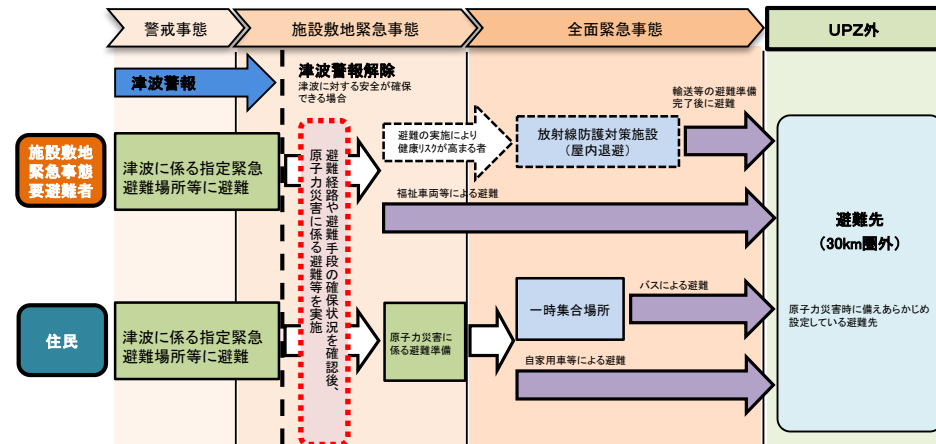 警戒事態
施設敷地緊急事態
全面緊急事態
UPZ外
津波警報
津波警報解除
津波に対する安全が確保
できる場合
輸送等の避難準備
完了後に避難
施設敷地
緊急事態
要避難者
津波に係る指定緊急
避難場所等に避難
避難経路や避難手段の確保状況を確認後、
原子力災害に係る避難等を実施
避難の実施により
健康リスクが高まる者
放射線防護対策施設
(屋内退避)
福祉車両等による避難
避難先
(30km圏外)
原子力災害時に備えあらかじめ
設定している避難先
住民
津波に係る指定緊急
避難場所等に避難
原子力災害に
係る避難準備
一時集合場所
バスによる避難
自家用車等による避難